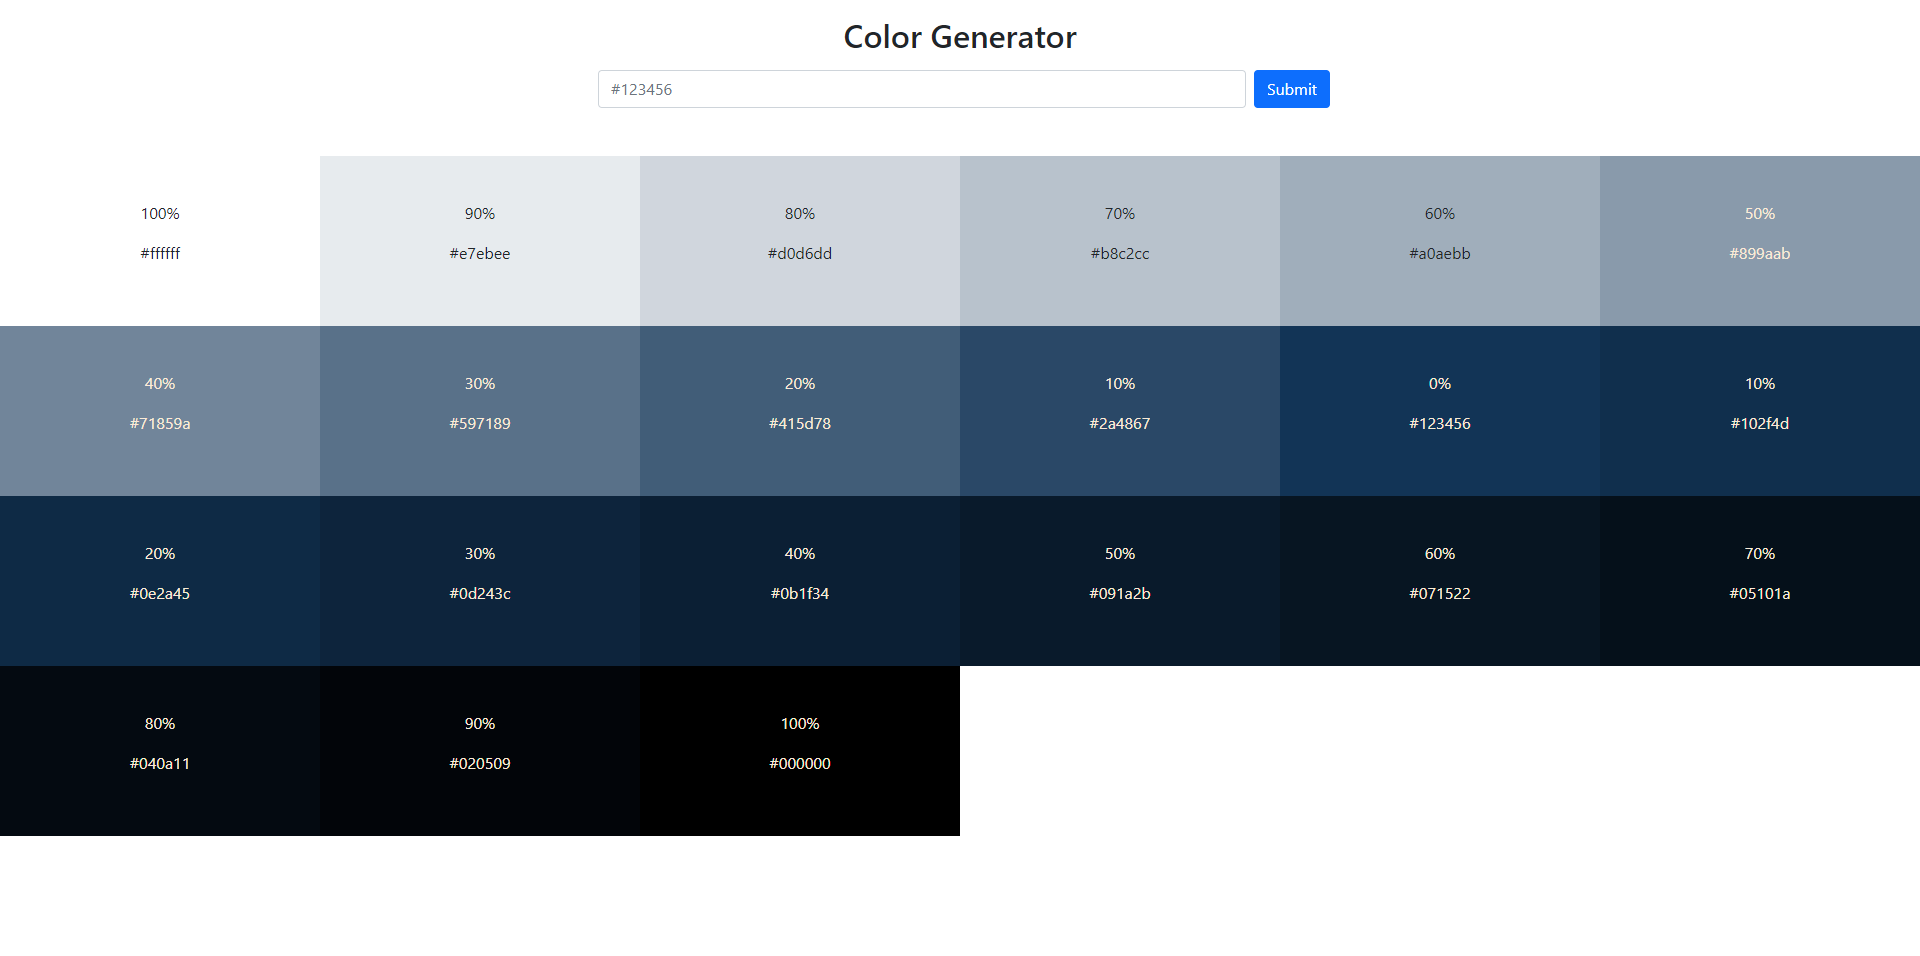 Color Generator
#123456 Submit
100% 90% 80% 70% 60% 50%
#ffffff #e7ebee #d0d6dd #b8c2cc #a0aebb #899aab
40% 30% 20% 10% 0% 10%
#71859a #597189 #415d78 #2a4867 #123456 #102f4d
20% 30% 40% 50% 60% 70%
#0e2a45 #0d243c #0b1f34 #091a2b #071522 #05101a
80% 90% 100%
#040a11 #020509 #000000